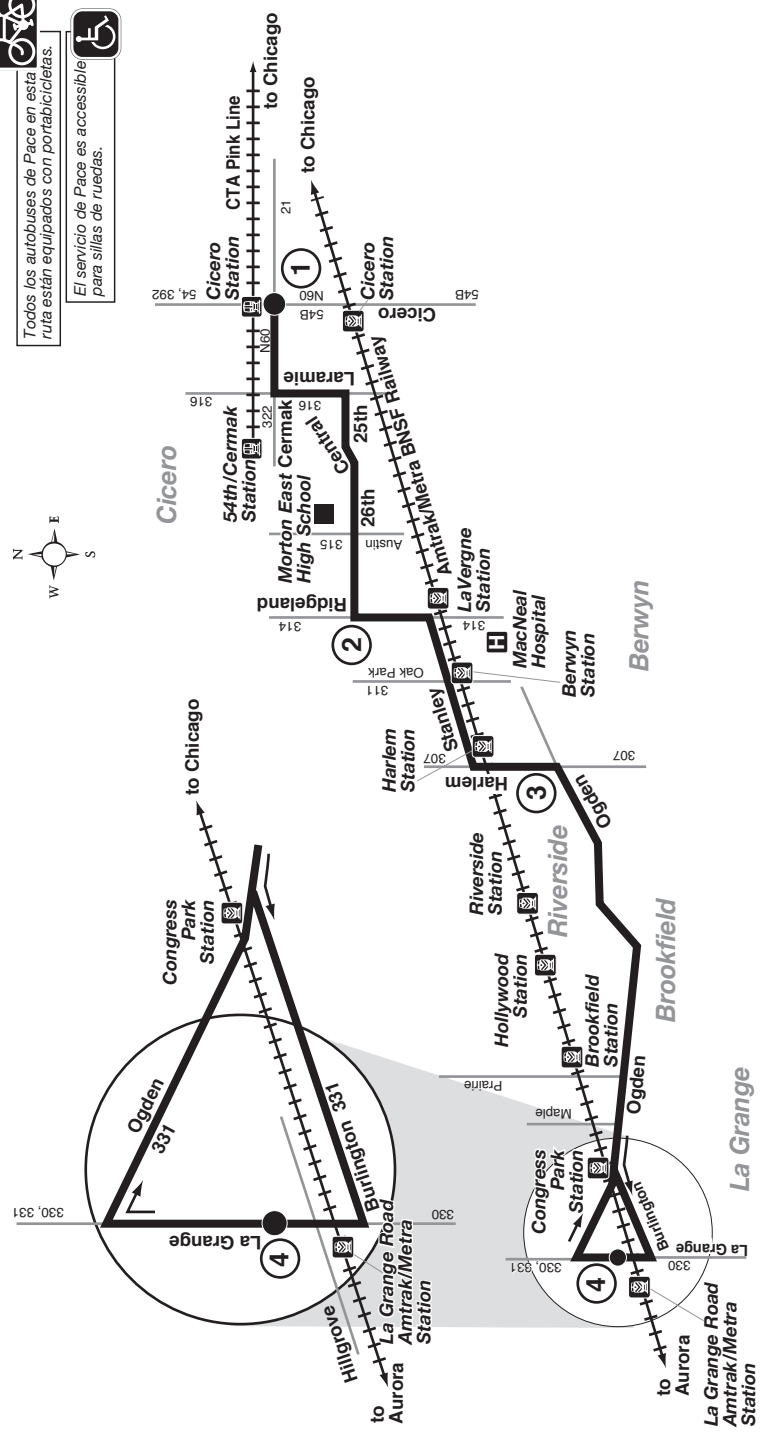 Todos los autobuses de Pace en esta
ruta están equipados con portabicicletas.
El servicio de Pace es accessible
para sillas de ruedas.
N
W
E
S
Cicero
CTA Pink Line
to Chicago
to Chicago
54, 392
Cicero
Station
21
1
N60
54B
54B
Cicero
Cicero
Station
N60
316
322
54th/Cermak
Station
Cermak
Laramie
316
25th
Central
26th
Morton East
High School
315
Austin
Amtrak/Metra BNSF Railway
Ridgeland
314
2
314
LaVergne
Station
H
MacNeal
Hospital
Berwyn
Station
Berwyn
Oak Park
311
Stanley
Harlem
Station
307
Harlem
3
307
Ogden
Riverside
Station
Riverside
Hollywood
Station
Brookfield
Brookfield
Station
Prairie
Maple
Ogden
Congress
Park
Station
La Grange
Burlington
330, 331
4
330
La Grange
La Grange Road
Amtrak/Metra
Station
to
Aurora
to Chicago
Congress
Park
Station
Ogden
331
Burlington 331
330, 331
La Grange
4
330
Hillgrove
La Grange Road
Amtrak/Metra
Station
to
Aurora